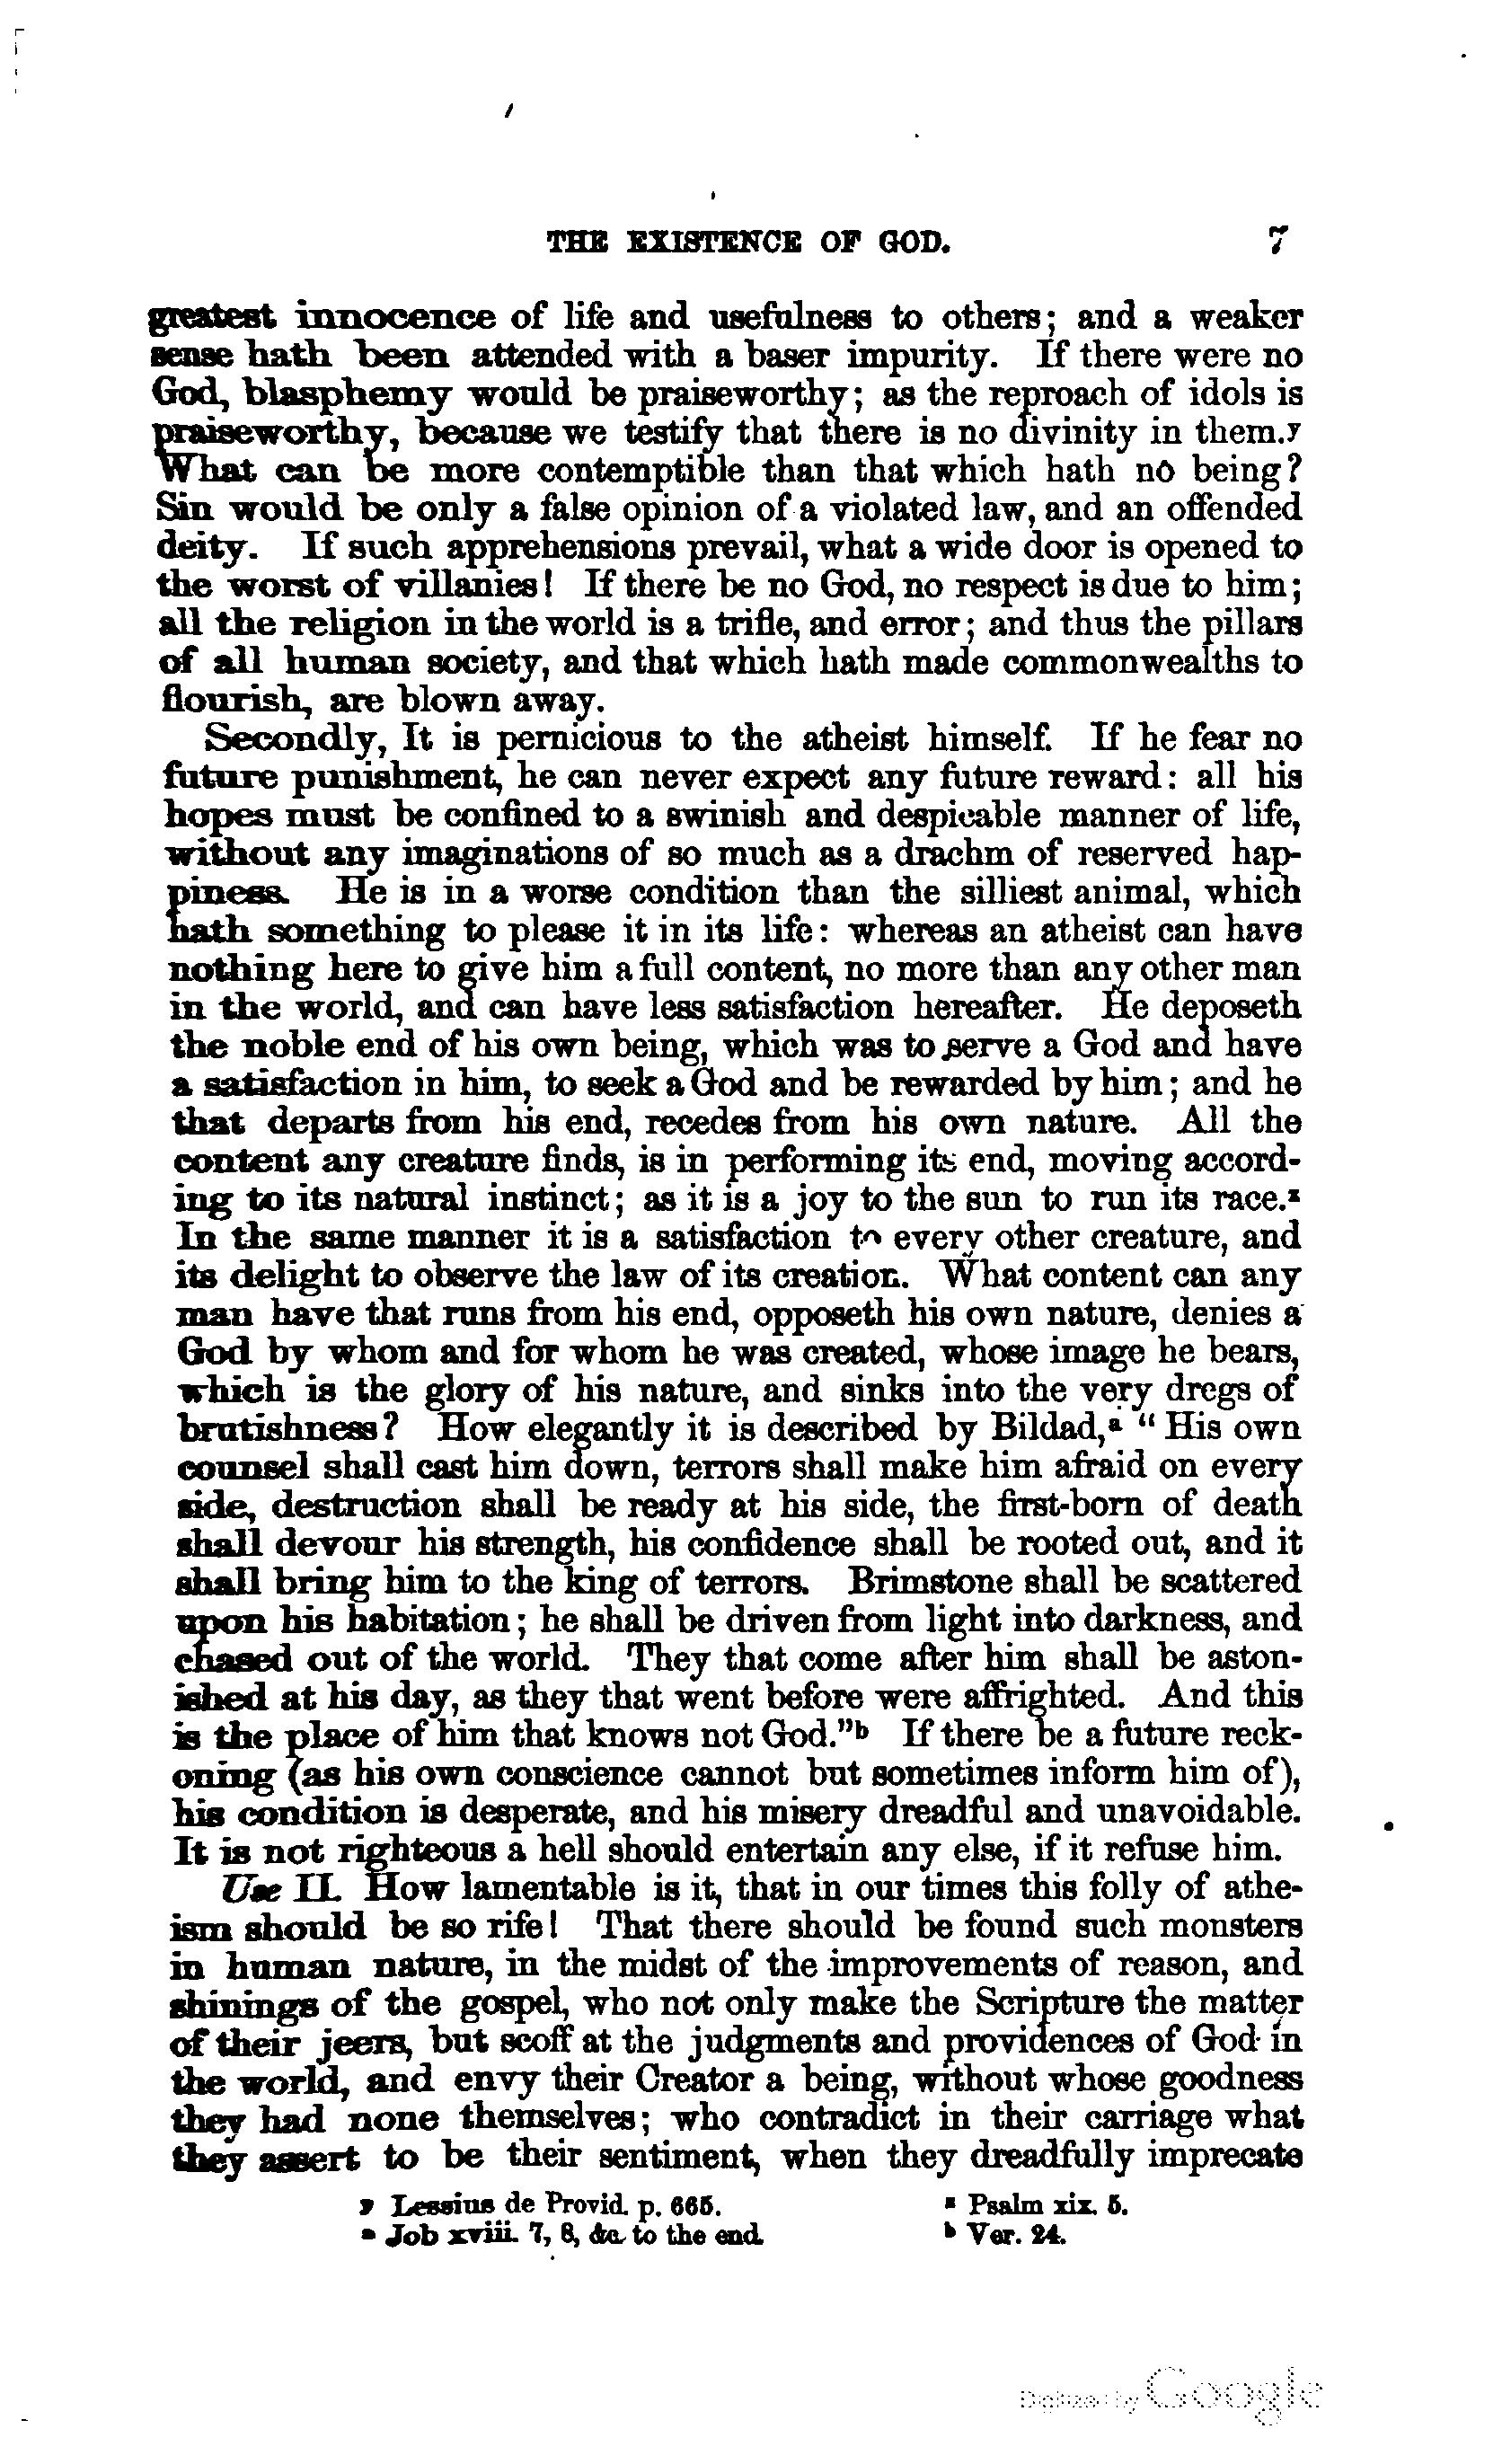 THE EXISTENCE OF GOD. 7
greatest innocence of life and usefulness to others; and a weaker
sense hath been attended with a baser impurity. If there were no
God, blasphemy would be praiseworthy; as the reproach of idols is
praiseworthy, because we testify that there is no divinity in them.y
What can be more contemptible than that which hath no being?
Sin would be only a false opinion of a violated law, and an offended
deity. If such apprehensions prevail, what a wide door is opened to
the worst of villanies! If there be no God, no respect is due to him;
all the religion in the world is a trifle, and error; and thus the pillars
of all human society, and that which hath made commonwealths to
flourish, are blown away.
Secondly, It is pernicious to the atheist himself. If he fear no
future punishment, he can never expect any future reward: all his
hopes must be confined to a swinish and despicable manner of life,
without any imaginations of so much as a drachm of reserved hap-
piness. He is in a worse condition than the silliest animal, which
hath something to please it in its life: whereas an atheist can have
nothing here to give him a full content, no more than any other man
in the world, and can have less satisfaction hereafter. He deposeth
the noble end of his own being, which was to serve a God and have
a satisfaction in him, to seek a God and be rewarded by him; and he
that departs from his end, recedes from his own nature. All the
content any creature finds, is in performing its end, moving accord-
ing to its natural instinct; as it is a joy to the sun to run its race.z
In the same manner it is a satisfaction to every other creature, and
its delight to observe the law of its creation. What content can any
man have that runs from his end, opposeth his own nature, denies a
God by whom and for whom he was created, whose image he bears,
which is the glory of his nature, and sinks into the very dregs of
brutishness? How elegantly it is described by Bildad,a "His own
counsel shall cast him down, terrors shall make him afraid on every
side, destruction shall be ready at his side, the first-born of death
shall devour his strength, his confidence shall be rooted out, and it
shall bring him to the king of terrors. Brimstone shall be scattered
upon his habitation; he shall be driven from light into darkness, and
chased out of the world. They that come after him shall be aston-
ished at his day, as they that went before were affrighted. And this
is the place of him that knows not God."b If there be a future reck-
oning (as his own conscience cannot but sometimes inform him of),
his condition is desperate, and his misery dreadful and unavoidable.
It is not righteous a hell should entertain any else, if it refuse him.
Use II. How lamentable is it, that in our times this folly of athe-
ism should be so rife! That there should be found such monsters
in human nature, in the midst of the improvements of reason, and
shinings of the gospel, who not only make the Scripture the matter
of their jeers, but scoff at the judgments and providences of God in
the world, and envy their Creator a being, without whose goodness
they had none themselves; who contradict in their carriage what
they assert to be their sentiment, when they dreadfully imprecate
y Lessius de Provid. p. 665. z Psalm xix. 5.
a Job xviii. 7, 8, &c. to the end. b Ver. 24.
Digitized by Google